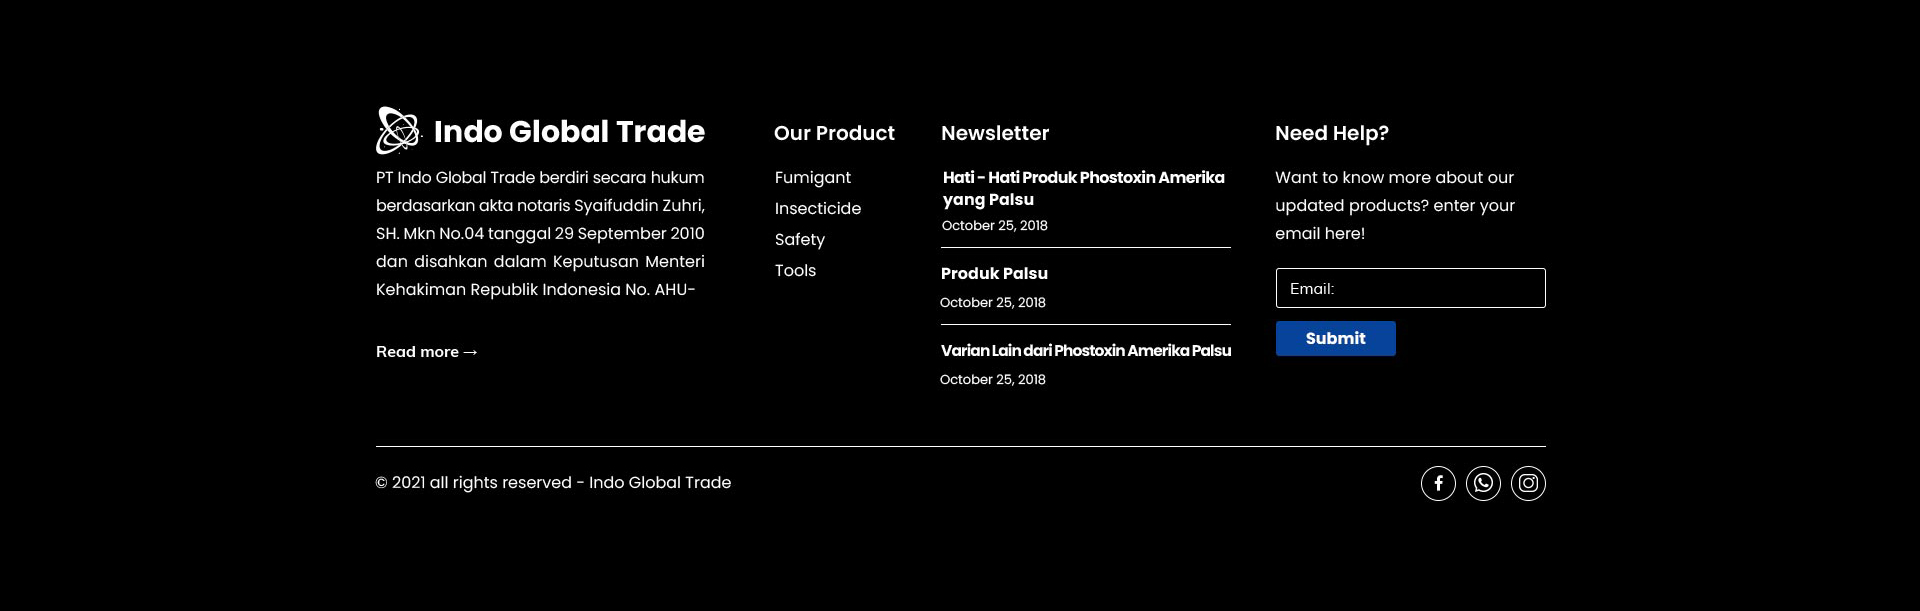 Indo Global Trade
PT Indo Global Trade berdiri secara hukum
berdasarkan akta notaris Syaifuddin Zuhri,
SH. Mkn No.04 tanggal 29 September 2010
dan disahkan dalam Keputusan Menteri
Kehakiman Republik Indonesia No. AHU-
Read more →
Our Product
Fumigant
Insecticide
Safety
Tools
Newsletter
Hati - Hati Produk Phostoxin Amerika
yang Palsu
October 25, 2018
Produk Palsu
October 25, 2018
Varian Lain dari Phostoxin Amerika Palsu
October 25, 2018
Need Help?
Want to know more about our
updated products? enter your
email here!
Email:
Submit
© 2021 all rights reserved - Indo Global Trade